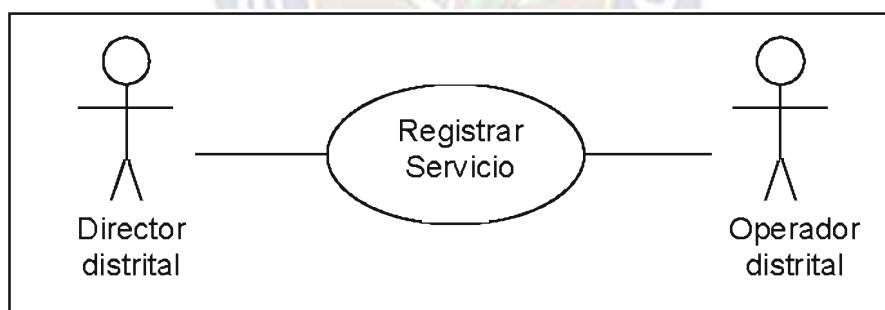 Registrar
Servicio
Director
distrital
Operador
distrital